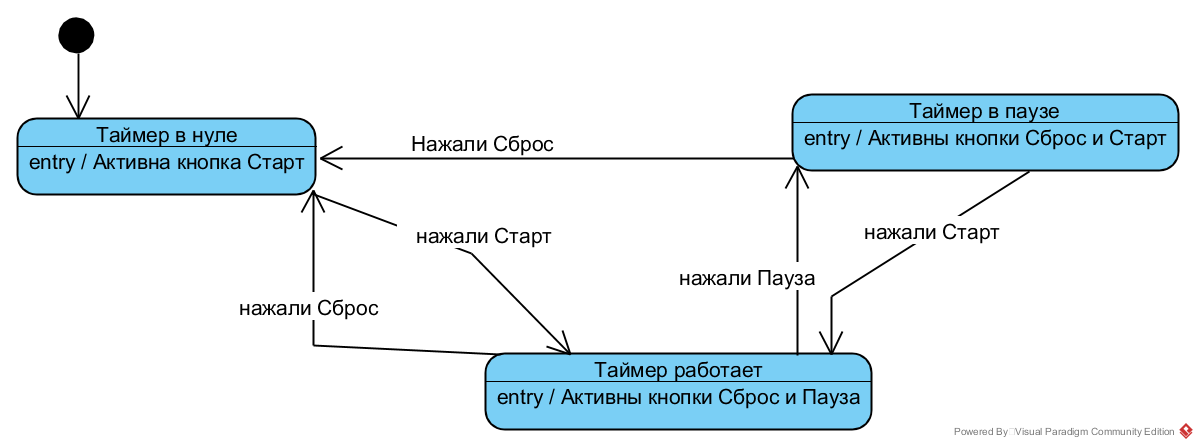 Таймер в нуле
entry / Активна кнопка Старт
Таймер в паузе
entry / Активны кнопки Сброс и Старт
Нажали Сброс
нажали Старт
нажали Старт
нажали Пауза
нажали Сброс
Таймер работает
entry / Активны кнопки Сброс и Пауза
Powered By Visual Paradigm Community Edition